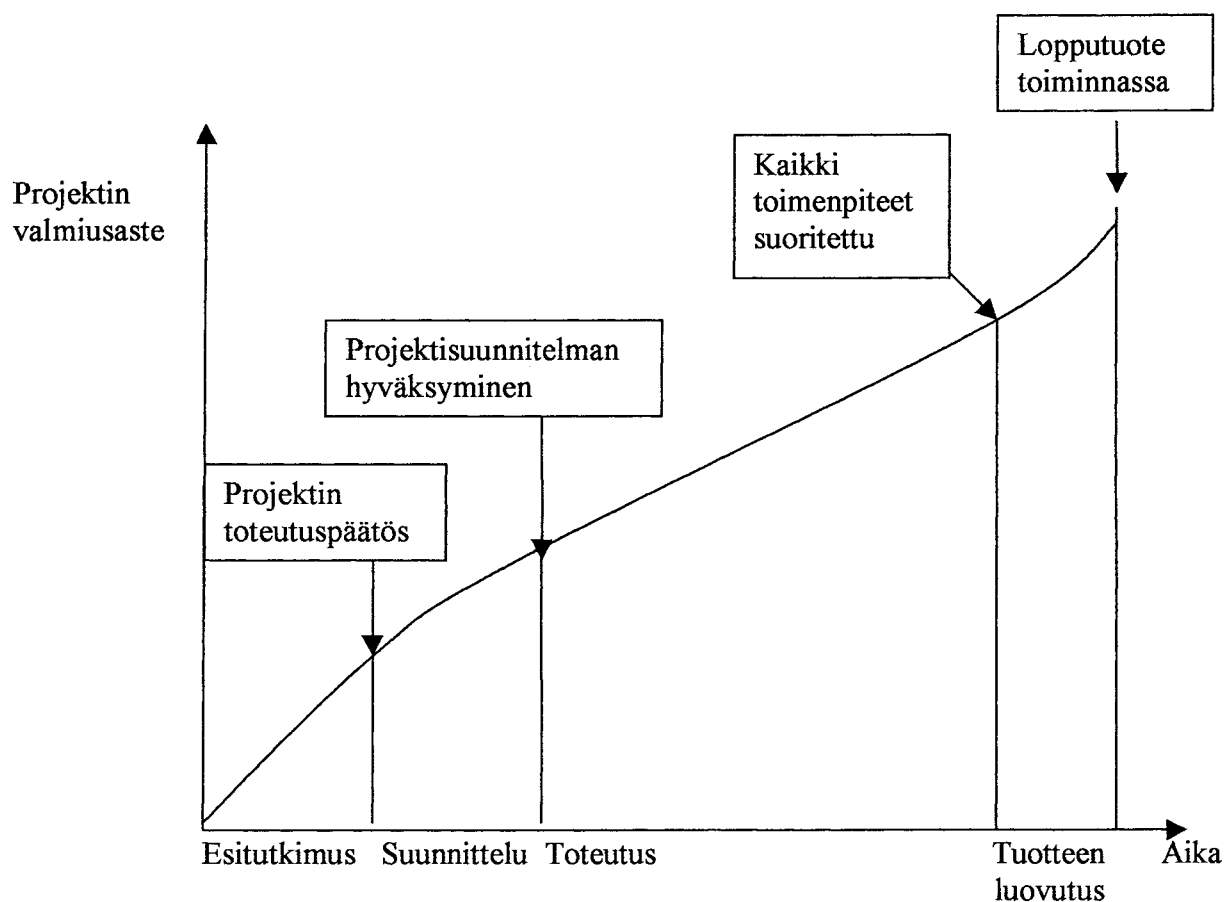 Lopputuote
toiminnassa
Kaikki
toimenpiteet
suoritettu
Projektin
valmiusaste
Projektisuunnitelman
hyväksyminen
Projektin
toteutuspäätös
Esitutkimus Suunnittelu Toteutus Tuotteen Aika
luovutus